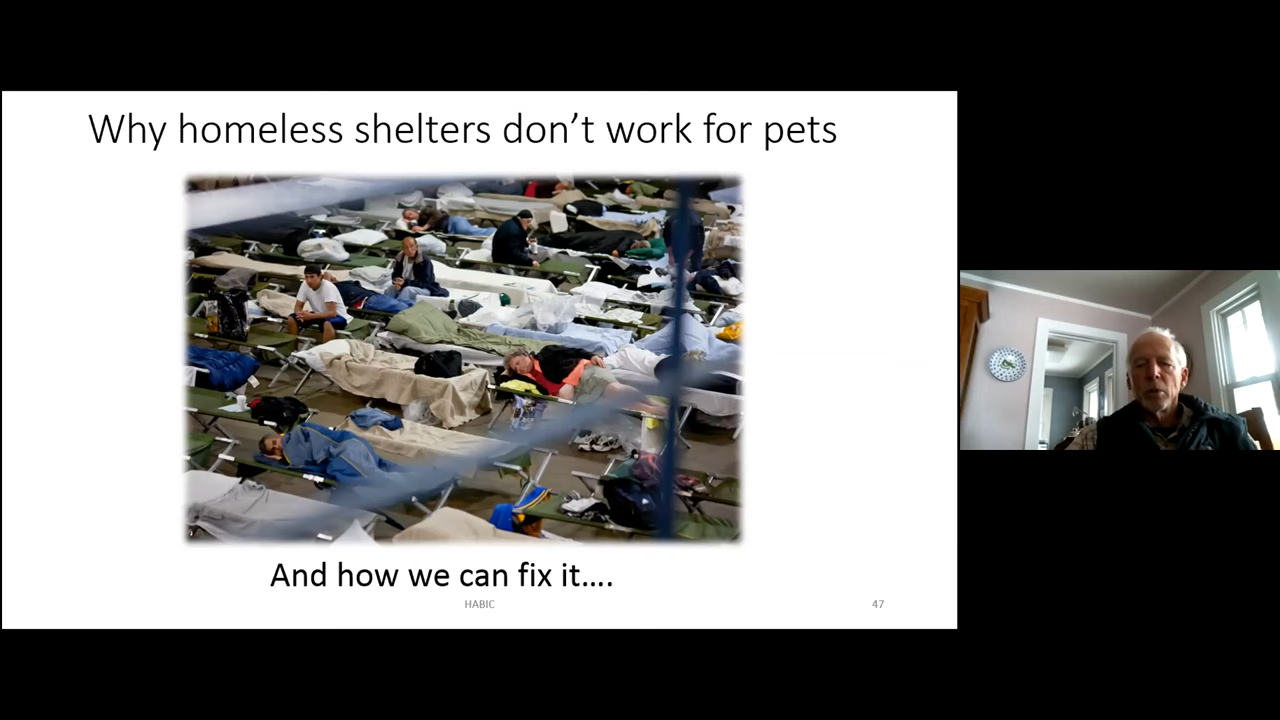 Why homeless shelters don’t work for pets
And how we can fix it….
HABIC
47